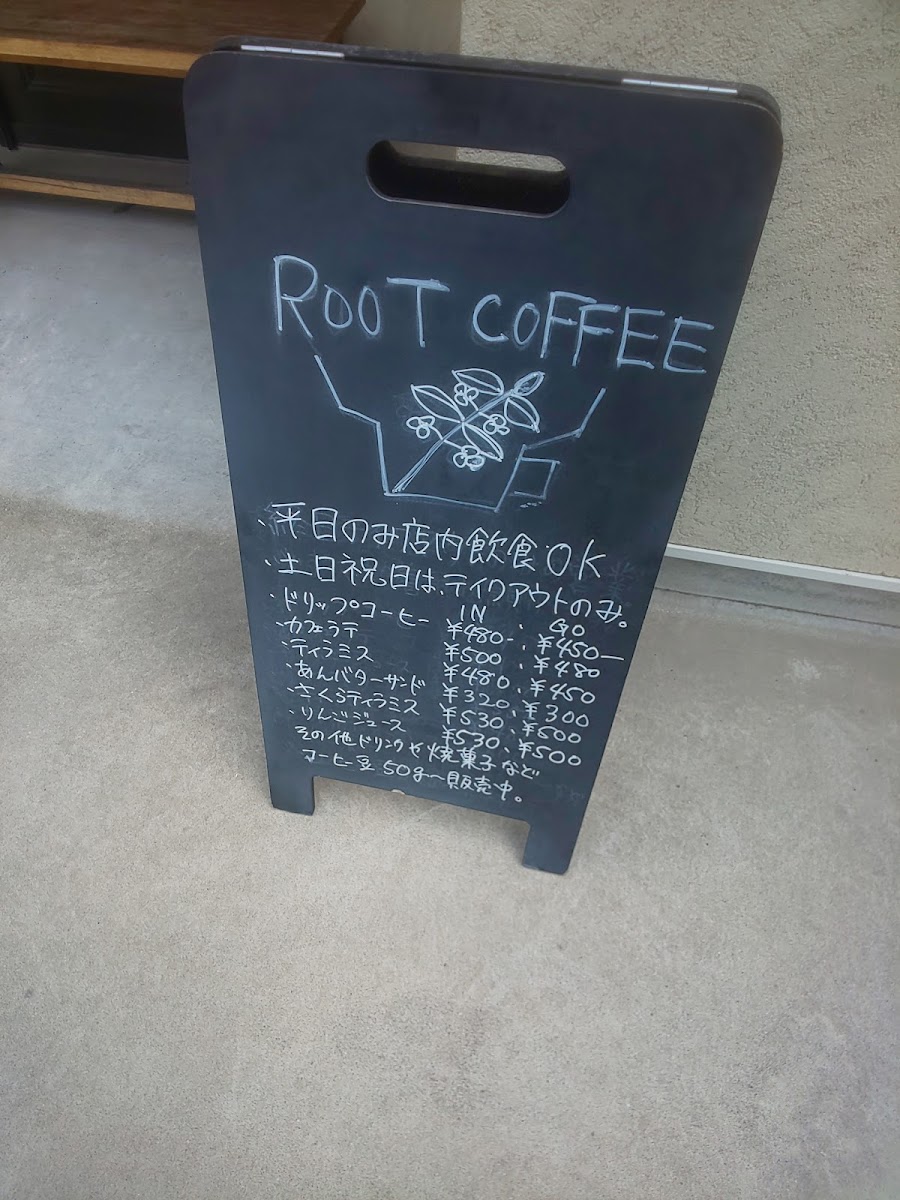 ROOT COFFEE
・平日のみ店内飲食OK
・土日祝日は、テイクアウトのみ。
IN GO
・ドリップコーヒー ¥480-、¥450-
・カフェラテ ¥500、¥480
・ティラミス ¥480、¥450
・あんバターサンド ¥320、¥300
・さくらティラミス ¥530、¥500
・りんごジュース ¥530、¥500
その他ドリンクや焼菓子など
コーヒー豆50g〜販売中。